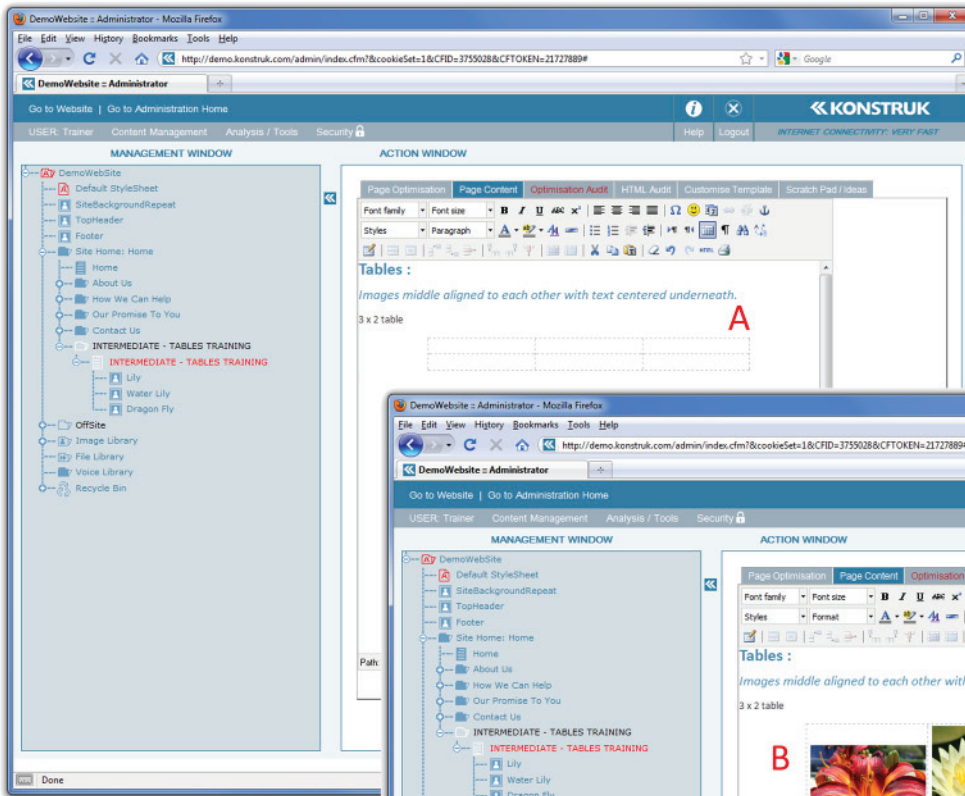 DemoWebsite :: Administrator - Mozilla Firefox
File Edit View History Bookmarks Tools Help
http://demo.konstruk.com/admin/index.cfm?&cookieSet=1&CFID=3755028&CFTOKEN=21727889#
Google
DemoWebsite :: Administrator
Go to Website | Go to Administration Home
KONSTRUK
USER: Trainer Content Management Analysis / Tools Security
Help Logout INTERNET CONNECTIVITY: VERY FAST
MANAGEMENT WINDOW
DemoWebSite
Default StyleSheet
SiteBackgroundRepeat
TopHeader
Footer
Site Home: Home
Home
About Us
How We Can Help
Our Promise To You
Contact Us
INTERMEDIATE - TABLES TRAINING
INTERMEDIATE - TABLES TRAINING
Lily
Water Lily
Dragon Fly
OffSite
Image Library
File Library
Voice Library
Recycle Bin
ACTION WINDOW
Page Optimisation Page Content Optimisation Audit HTML Audit Customise Template Scratch Pad / Ideas
Font family Font size B I U ABC x²
Styles Paragraph
HTML
Tables :
Images middle aligned to each other with text centered underneath.
3 x 2 table
A
Path:
Done
DemoWebsite :: Administrator - Mozilla Firefox
File Edit View History Bookmarks Tools Help
http://demo.konstruk.com/admin/index.cfm?&cookieSet=1&CFID=3755028&CFTOKEN=21727889#
DemoWebsite :: Administrator
Go to Website | Go to Administration Home
USER: Trainer Content Management Analysis / Tools Security
MANAGEMENT WINDOW
DemoWebSite
Default StyleSheet
SiteBackgroundRepeat
TopHeader
Footer
Site Home: Home
Home
About Us
How We Can Help
Our Promise To You
Contact Us
INTERMEDIATE - TABLES TRAINING
INTERMEDIATE - TABLES TRAINING
Lily
Water Lily
Dragon Fly
ACTION WINDOW
Page Optimisation Page Content Optimisation
Font family Font size B I U ABC x²
Styles Format
Tables :
Images middle aligned to each other with
3 x 2 table
B